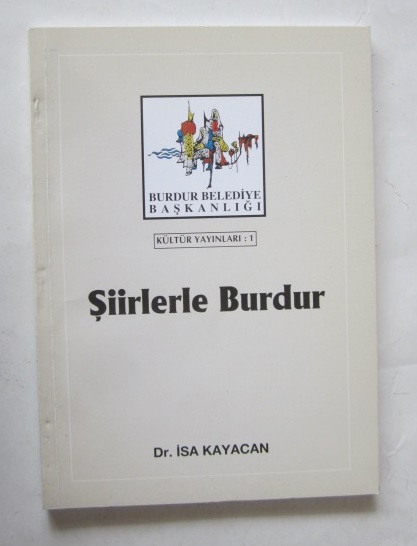 BURDUR BELEDİYE
BAŞKANLIĞI
KÜLTÜR YAYINLARI : 1
Şiirlerle Burdur
Dr. İSA KAYACAN